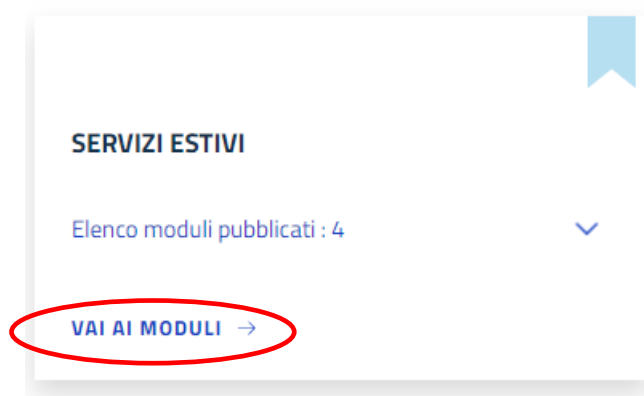 SERVIZI ESTIVI
Elenco moduli pubblicati : 4
VAI AI MODULI →